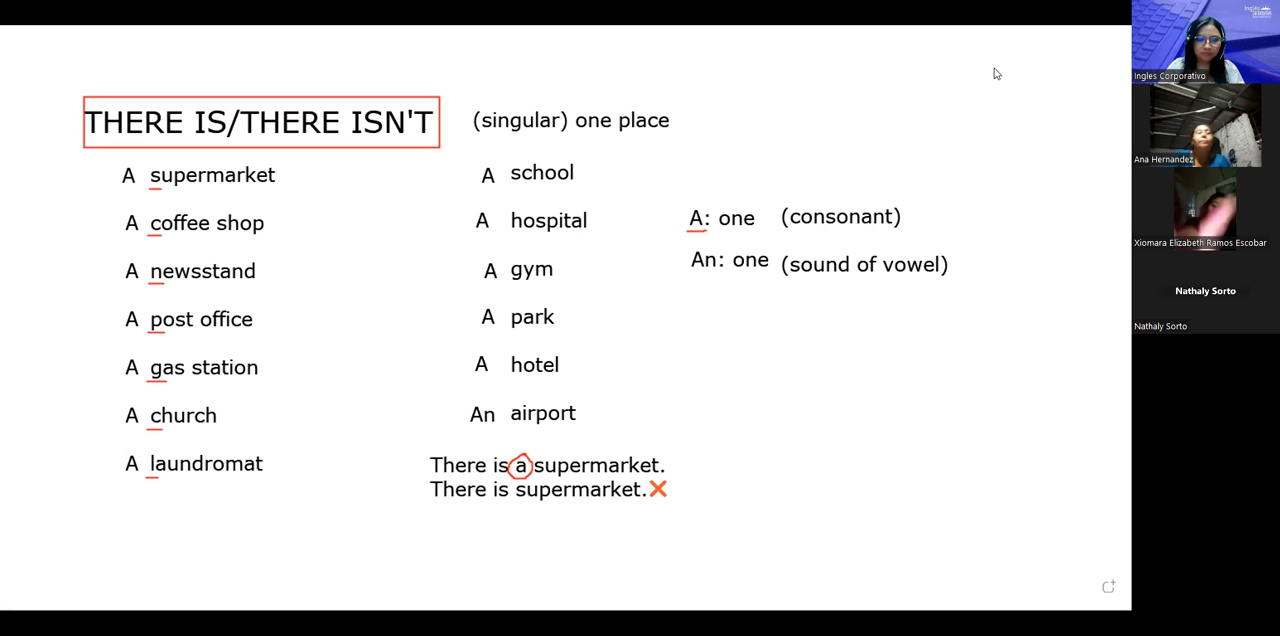 THERE IS/THERE ISN'T (singular) one place
A supermarket
A coffee shop
A newsstand
A post office
A gas station
A church
A laundromat
A school
A hospital
A gym
A park
A hotel
An airport
A: one (consonant)
An: one (sound of vowel)
There is a supermarket.
There is supermarket.
Ingles Corporativo
Ana Hernandez
Xiomara Elizabeth Ramos Escobar
Nathaly Sorto
Nathaly Sorto